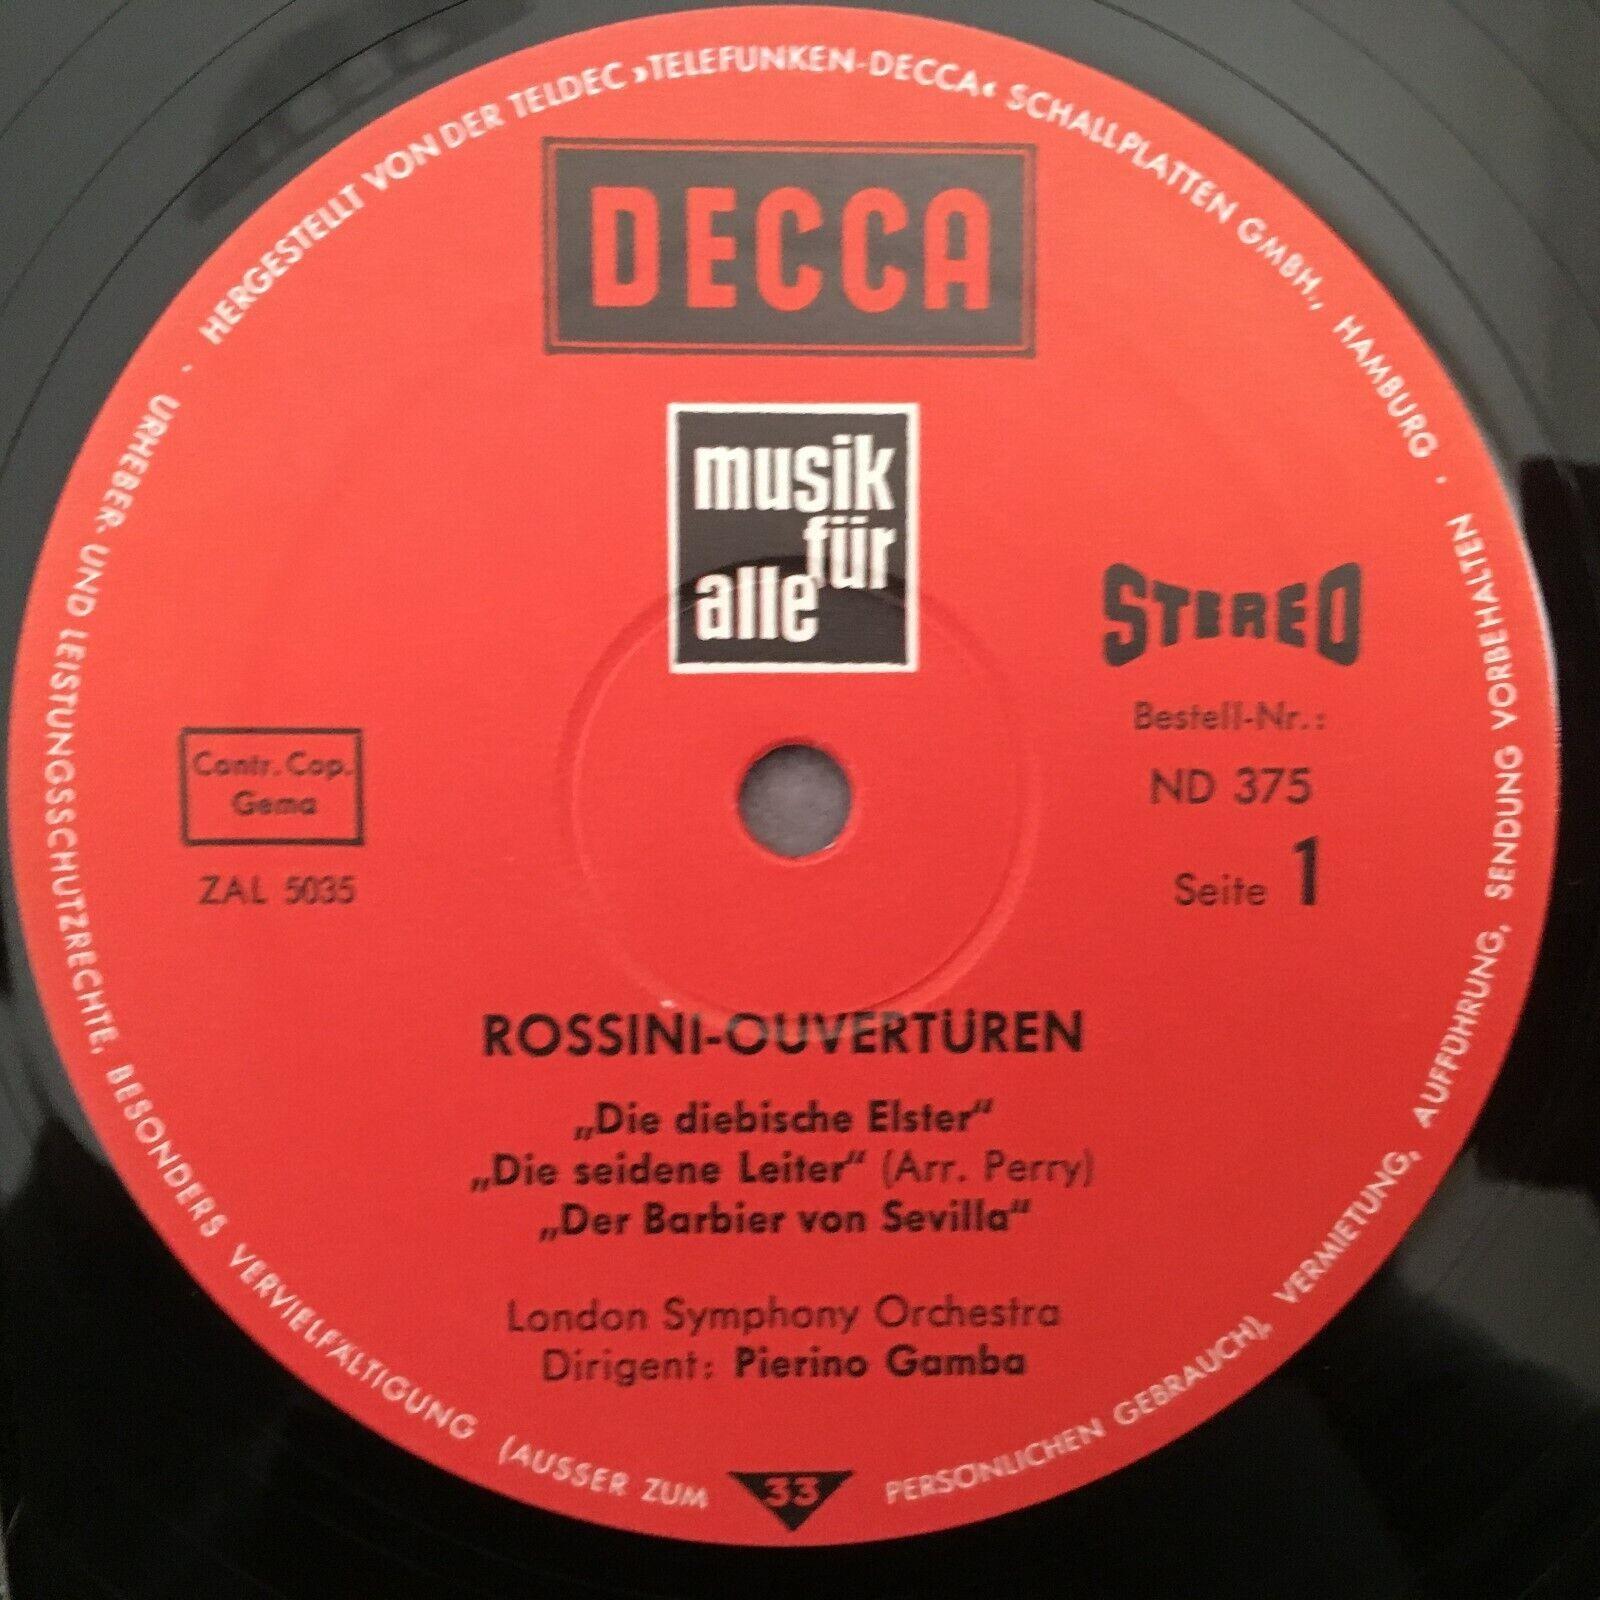 HERGESTELLT VON DER TELDEC »TELEFUNKEN-DECCA« SCHALLPLATTEN GMBH., HAMBURG · URHEBER- UND LEISTUNGSSCHUTZRECHTE, BESONDERS VERVIELFÄLTIGUNG (AUSSER ZUM PERSÖNLICHEN GEBRAUCH), VERMIETUNG, AUFFÜHRUNG, SENDUNG VORBEHALTEN ·
DECCA
musik
für
alle
STEREO
Bestell-Nr.:
ND 375
Seite 1
Contr. Cop.
Gema
ZAL 5035
ROSSINI-OUVERTÜREN
„Die diebische Elster“
„Die seidene Leiter“ (Arr. Perry)
„Der Barbier von Sevilla“
London Symphony Orchestra
Dirigent: Pierino Gamba
33